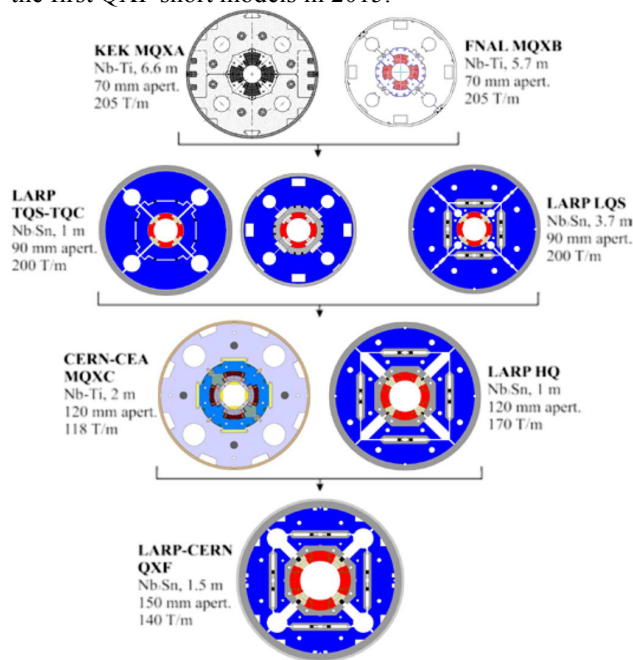 the first QXF short models in 2015.
KEK MQXA
Nb-Ti, 6.6 m
70 mm apert.
205 T/m
FNAL MQXB
Nb-Ti, 5.7 m
70 mm apert.
205 T/m
LARP
TQS-TQC
Nb₃Sn, 1 m
90 mm apert.
200 T/m
LARP LQS
Nb₃Sn, 3.7 m
90 mm apert.
200 T/m
CERN-CEA
MQXC
Nb-Ti, 2 m
120 mm apert.
118 T/m
LARP HQ
Nb₃Sn, 1 m
120 mm apert.
170 T/m
LARP-CERN
QXF
Nb₃Sn, 1.5 m
150 mm apert.
140 T/m